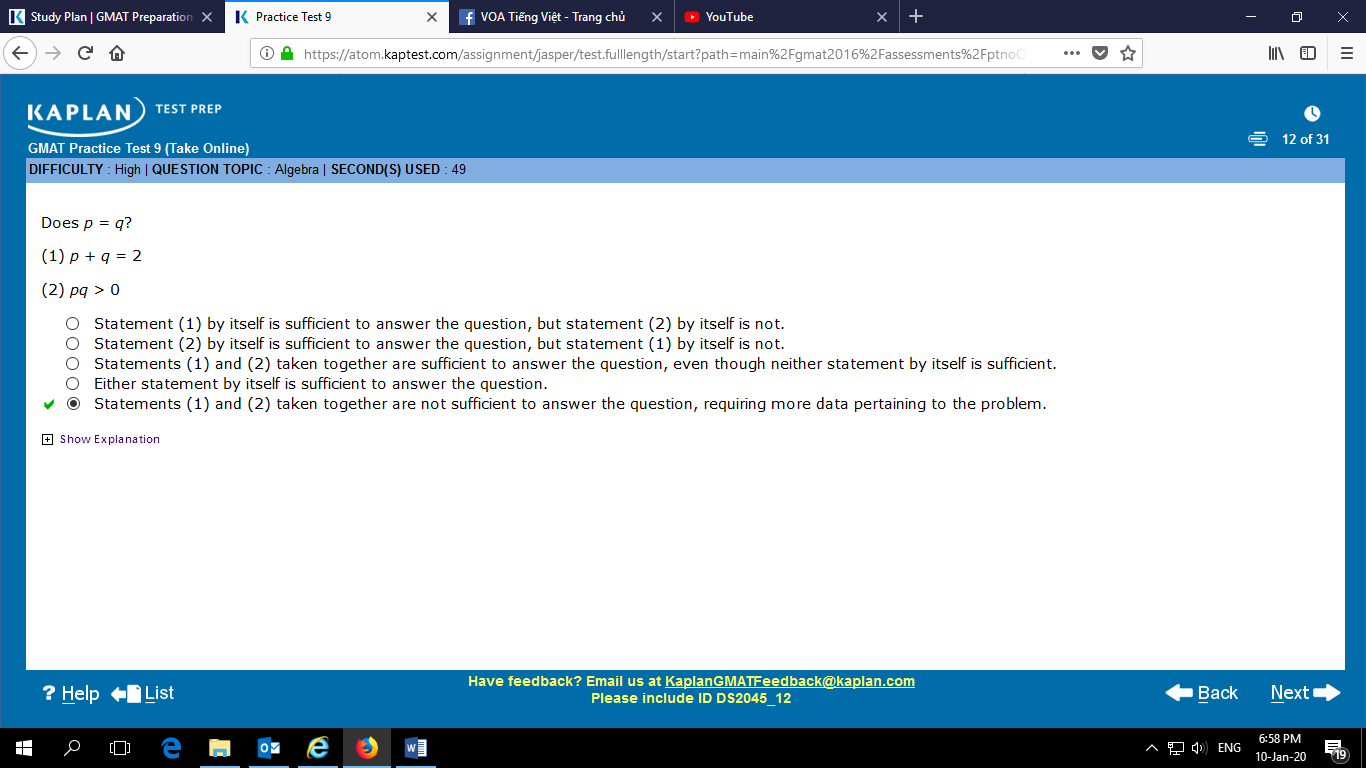 Study Plan | GMAT Preparation
Practice Test 9
VOA Tiếng Việt - Trang chủ
YouTube
https://atom.kaptest.com/assignment/jasper/test.fulllength/start?path=main%2Fgmat2016%2Fassessments%2Fptno
KAPLAN TEST PREP
GMAT Practice Test 9 (Take Online)
12 of 31
DIFFICULTY : High | QUESTION TOPIC : Algebra | SECOND(S) USED : 49
Does p = q?
(1) p + q = 2
(2) pq > 0
Statement (1) by itself is sufficient to answer the question, but statement (2) by itself is not.
Statement (2) by itself is sufficient to answer the question, but statement (1) by itself is not.
Statements (1) and (2) taken together are sufficient to answer the question, even though neither statement by itself is sufficient.
Either statement by itself is sufficient to answer the question.
Statements (1) and (2) taken together are not sufficient to answer the question, requiring more data pertaining to the problem.
Show Explanation
? Help
List
Have feedback? Email us at KaplanGMATFeedback@kaplan.com
Please include ID DS2045_12
Back
Next
ENG
6:58 PM
10-Jan-20
19